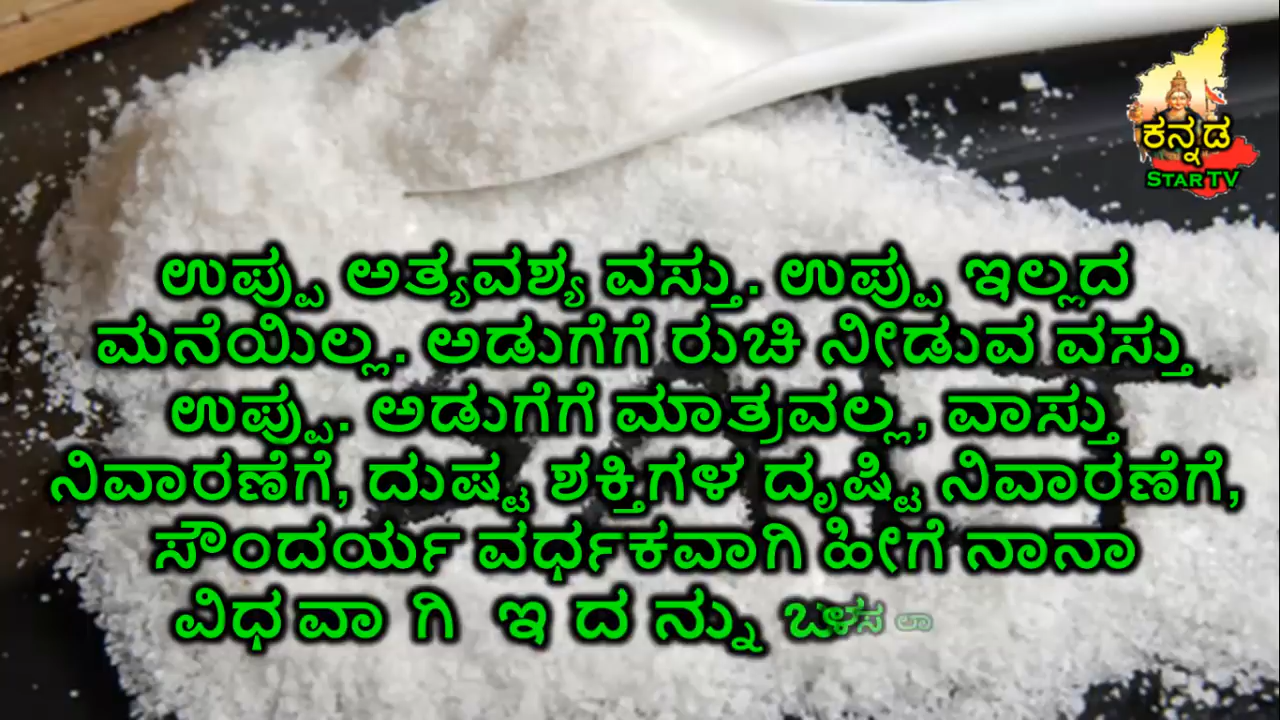 ಕನ್ನಡ
STAR TV
ಉಪ್ಪು ಅತ್ಯವಶ್ಯ ವಸ್ತು. ಉಪ್ಪು ಇಲ್ಲದ
ಮನೆಯಿಲ್ಲ. ಅಡುಗೆಗೆ ರುಚಿ ನೀಡುವ ವಸ್ತು
ಉಪ್ಪು. ಅಡುಗೆಗೆ ಮಾತ್ರವಲ್ಲ, ವಾಸ್ತು
ನಿವಾರಣೆಗೆ, ದುಷ್ಟ ಶಕ್ತಿಗಳ ದೃಷ್ಟಿ ನಿವಾರಣೆಗೆ,
ಸೌಂದರ್ಯ ವರ್ಧಕವಾಗಿ ಹೀಗೆ ನಾನಾ
ವಿಧವಾಗಿ ಇದನ್ನು